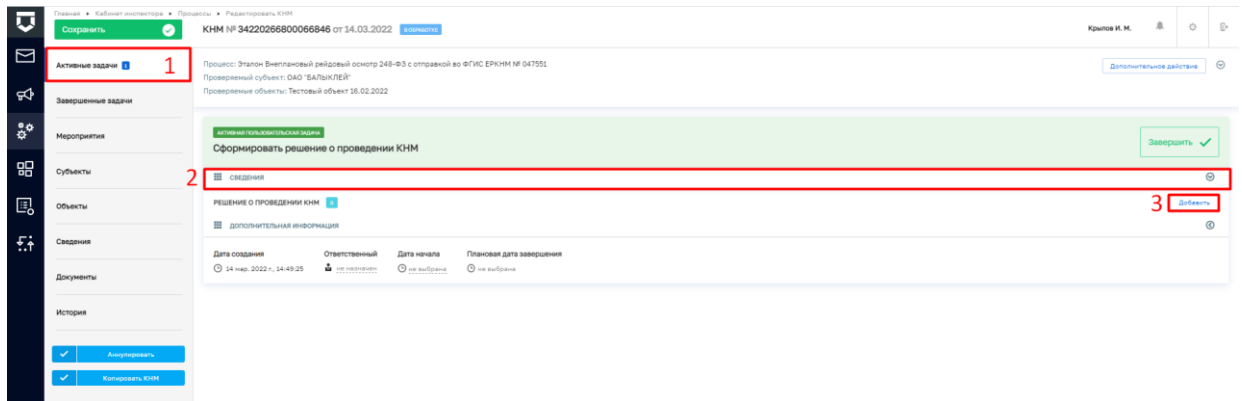 Главная • Кабинет инспектора • Процессы • Редактировать КНМ
Сохранить
КНМ № 34220266800066846 от 14.03.2022 В ОБРАБОТКЕ
Крылов И. М.
Активные задачи 1
1
Процесс: Эталон Внеплановый рейдовый осмотр 248-ФЗ с отправкой во ФГИС ЕРКНМ № 047551
Дополнительное действие
Проверяемый субъект: ОАО "БАЛЫКЛЕЙ"
Проверяемые объекты: Тестовый объект 16.02.2022
Завершенные задачи
Мероприятия
Субъекты
Объекты
Сведения
Документы
История
Аннулировать
Копировать КНМ
АКТИВНАЯ ПОЛЬЗОВАТЕЛЬСКАЯ ЗАДАЧА
Сформировать решение о проведении КНМ
Завершить
2
СВЕДЕНИЯ
РЕШЕНИЕ О ПРОВЕДЕНИИ КНМ
3
Добавить
ДОПОЛНИТЕЛЬНАЯ ИНФОРМАЦИЯ
Дата создания Ответственный Дата начала Плановая дата завершения
14 мар. 2022 г., 14:49:25 не назначен не выбрана не выбрана